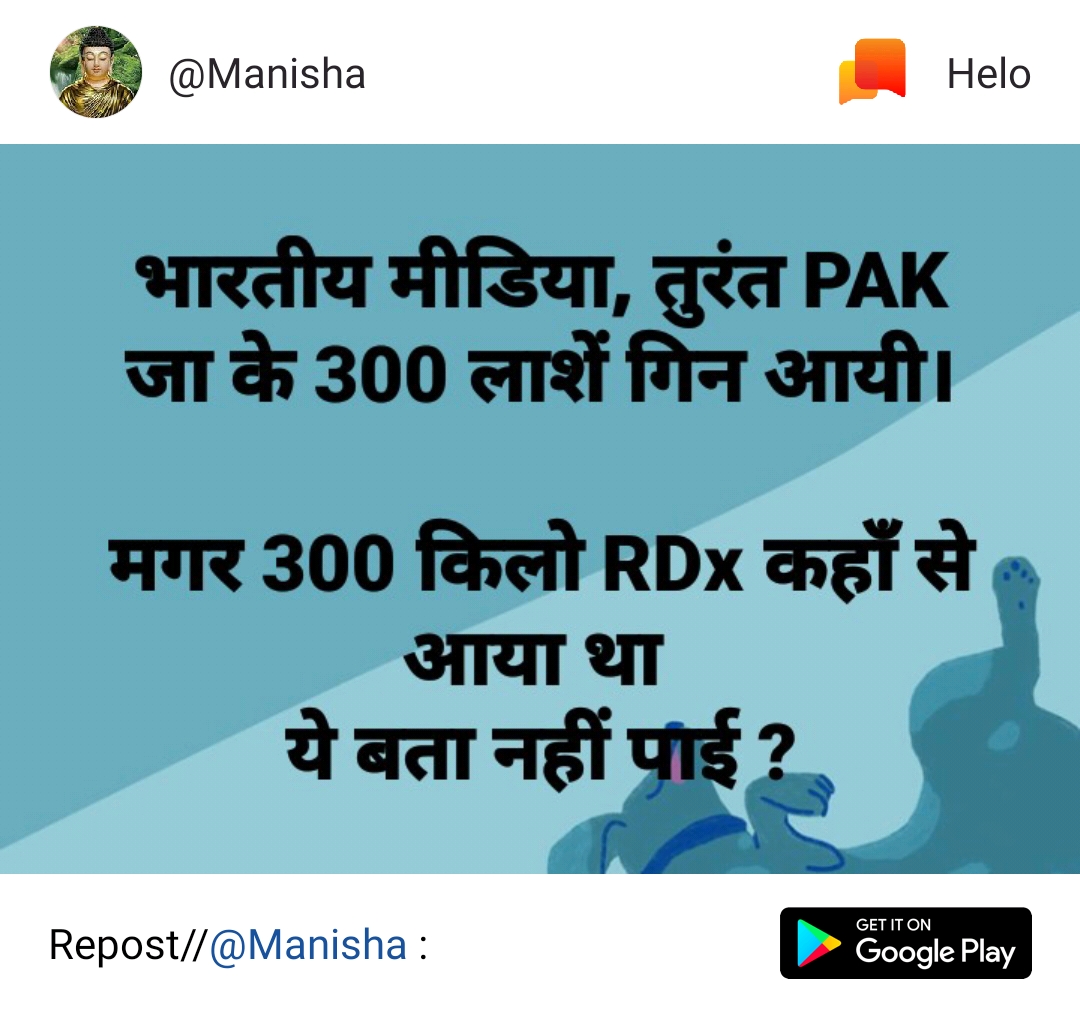 @Manisha
Helo
भारतीय मीडिया, तुरंत PAK
जा के 300 लाशें गिन आयी।
मगर 300 किलो RDx कहाँ से
आया था
ये बता नहीं पाई ?
Repost//@Manisha :
GET IT ON
Google Play